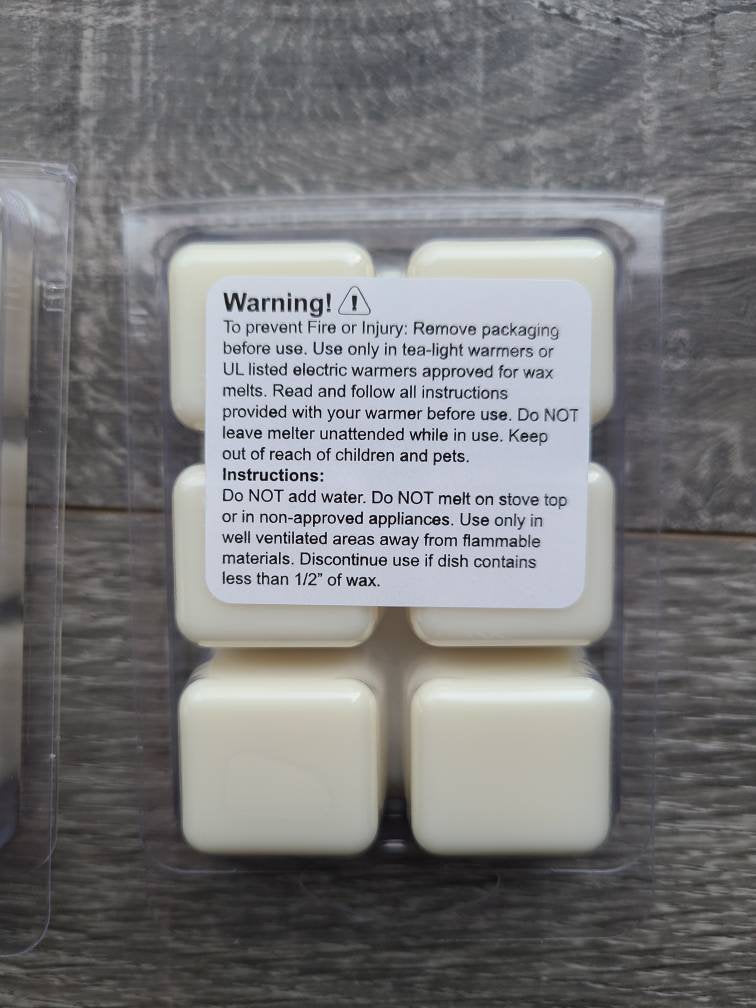 Warning! ⚠
To prevent Fire or Injury: Remove packaging
before use. Use only in tea-light warmers or
UL listed electric warmers approved for wax
melts. Read and follow all instructions
provided with your warmer before use. Do NOT
leave melter unattended while in use. Keep
out of reach of children and pets.
Instructions:
Do NOT add water. Do NOT melt on stove top
or in non-approved appliances. Use only in
well ventilated areas away from flammable
materials. Discontinue use if dish contains
less than 1/2” of wax.